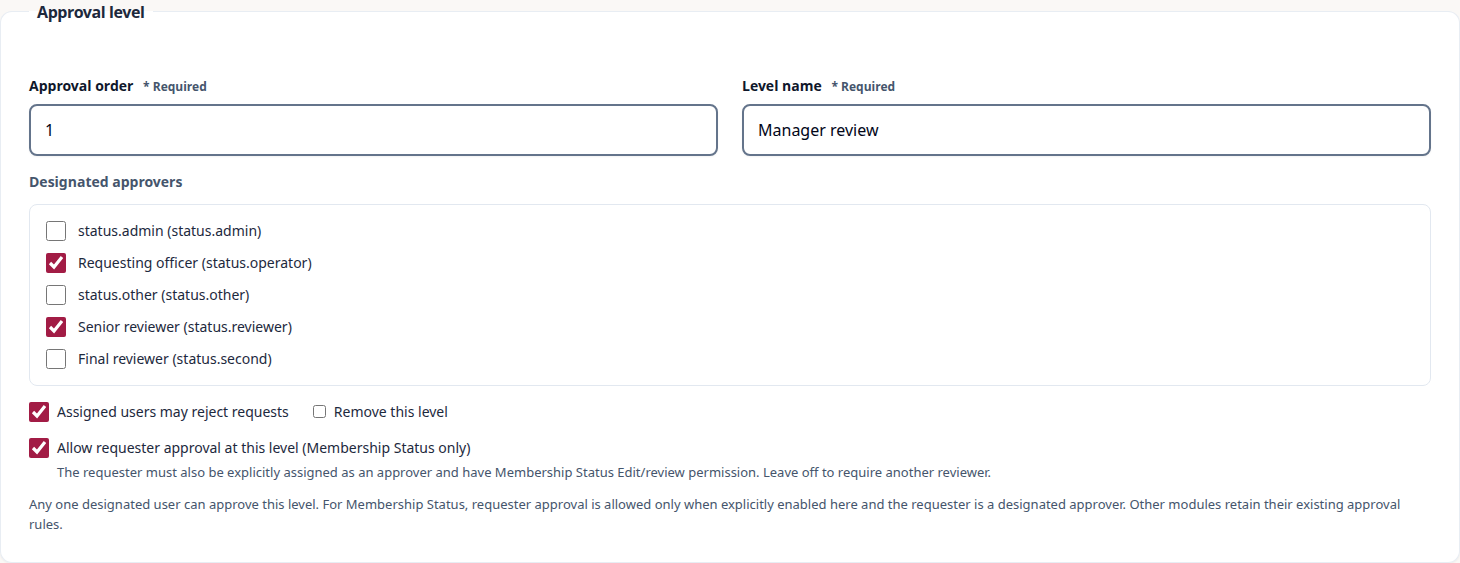 Approval level
Approval order * Required
Level name * Required
1
Manager review
Designated approvers
status.admin (status.admin)
Requesting officer (status.operator)
status.other (status.other)
Senior reviewer (status.reviewer)
Final reviewer (status.second)
Assigned users may reject requests
Remove this level
Allow requester approval at this level (Membership Status only)
The requester must also be explicitly assigned as an approver and have Membership Status Edit/review permission. Leave off to require another reviewer.
Any one designated user can approve this level. For Membership Status, requester approval is allowed only when explicitly enabled here and the requester is a designated approver. Other modules retain their existing approval
rules.